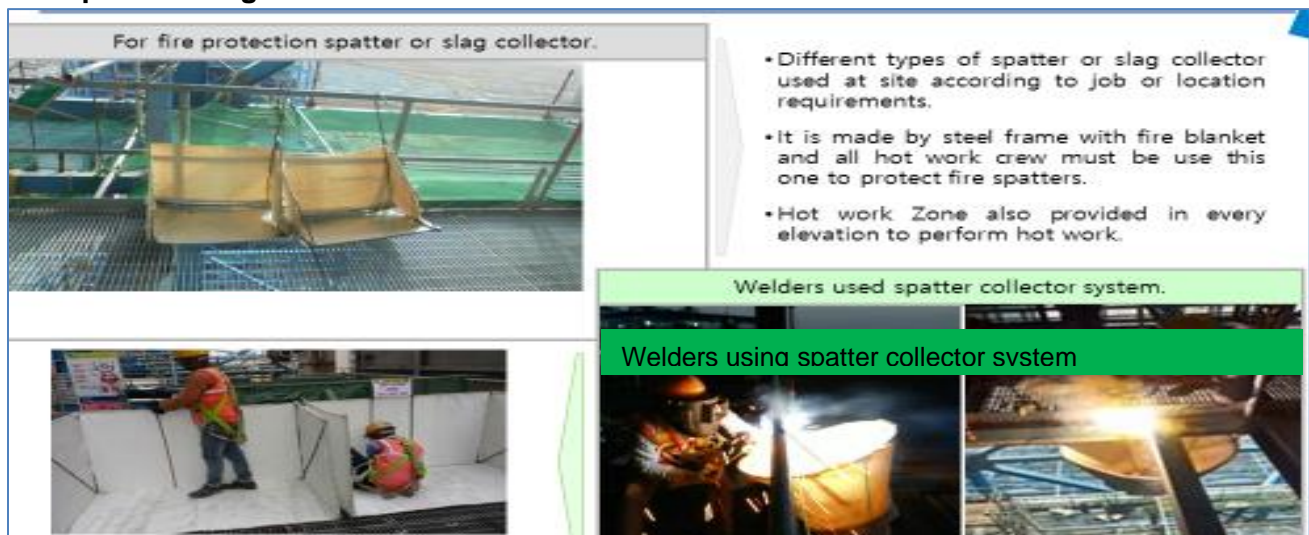 For fire protection spatter or slag collector.
• Different types of spatter or slag collector
used at site according to job or location
requirements.
• It is made by steel frame with fire blanket
and all hot work crew must be use this
one to protect fire spatters.
• Hot work Zone also provided in every
elevation to perform hot work.
Welders used spatter collector system.
Welders using spatter collector system